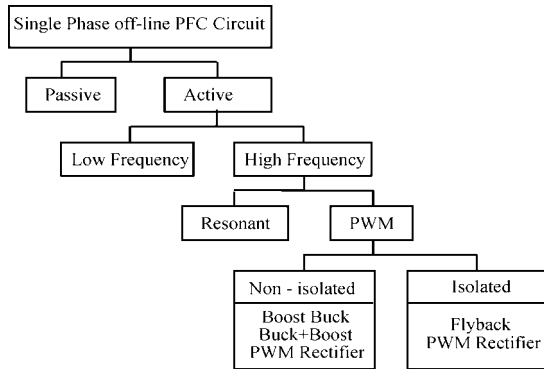 Single Phase off-line PFC Circuit
Passive
Active
Low Frequency
High Frequency
Resonant
PWM
Non - isolated
Boost Buck
Buck+Boost
PWM Rectifier
Isolated
Flyback
PWM Rectifier